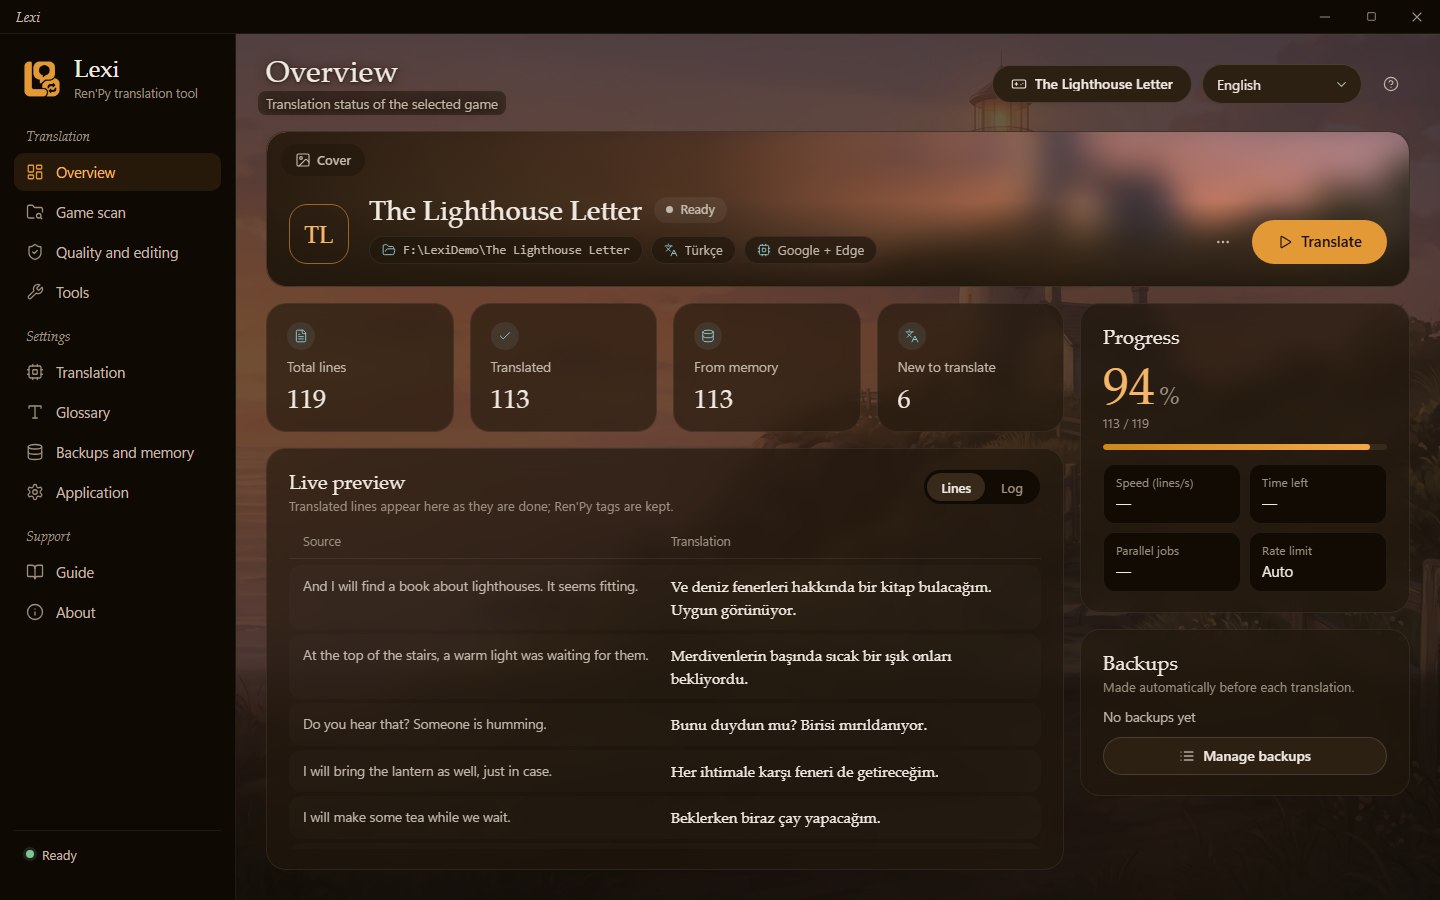 Lexi
Lexi
Ren'Py translation tool
Translation
Overview
Game scan
Quality and editing
Tools
Settings
Translation
Glossary
Backups and memory
Application
Support
Guide
About
Ready
Overview
Translation status of the selected game
The Lighthouse Letter
English
Cover
TL
The Lighthouse Letter
Ready
F:\LexiDemo\The Lighthouse Letter
Türkçe
Google + Edge
Translate
Total lines
119
Translated
113
From memory
113
New to translate
6
Live preview
Translated lines appear here as they are done; Ren'Py tags are kept.
Lines
Log
Source
Translation
And I will find a book about lighthouses. It seems fitting.
Ve deniz fenerleri hakkında bir kitap bulacağım.
Uygun görünüyor.
At the top of the stairs, a warm light was waiting for them.
Merdivenlerin başında sıcak bir ışık onları
bekliyordu.
Do you hear that? Someone is humming.
Bunu duydun mu? Birisi mırıldanıyor.
I will bring the lantern as well, just in case.
Her ihtimale karşı feneri de getireceğim.
I will make some tea while we wait.
Beklerken biraz çay yapacağım.
Progress
94 %
113 / 119
Speed (lines/s)
—
Time left
—
Parallel jobs
—
Rate limit
Auto
Backups
Made automatically before each translation.
No backups yet
Manage backups